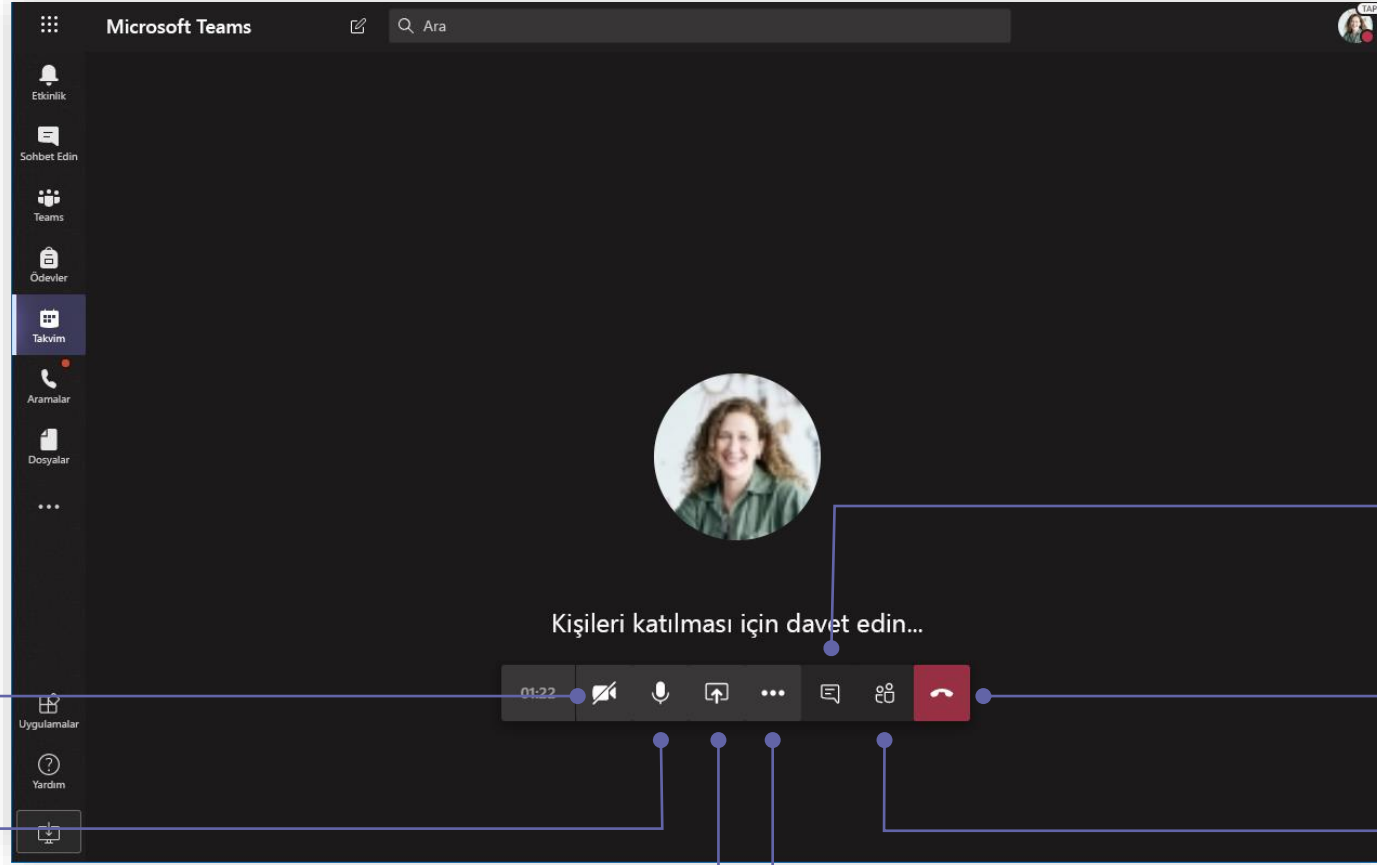 Microsoft Teams
Ara
TAP
Etkinlik
Sohbet Edin
Teams
Ödevler
Takvim
Aramalar
Dosyalar
Kişileri katılması için davet edin...
01:22
Uygulamalar
Yardım